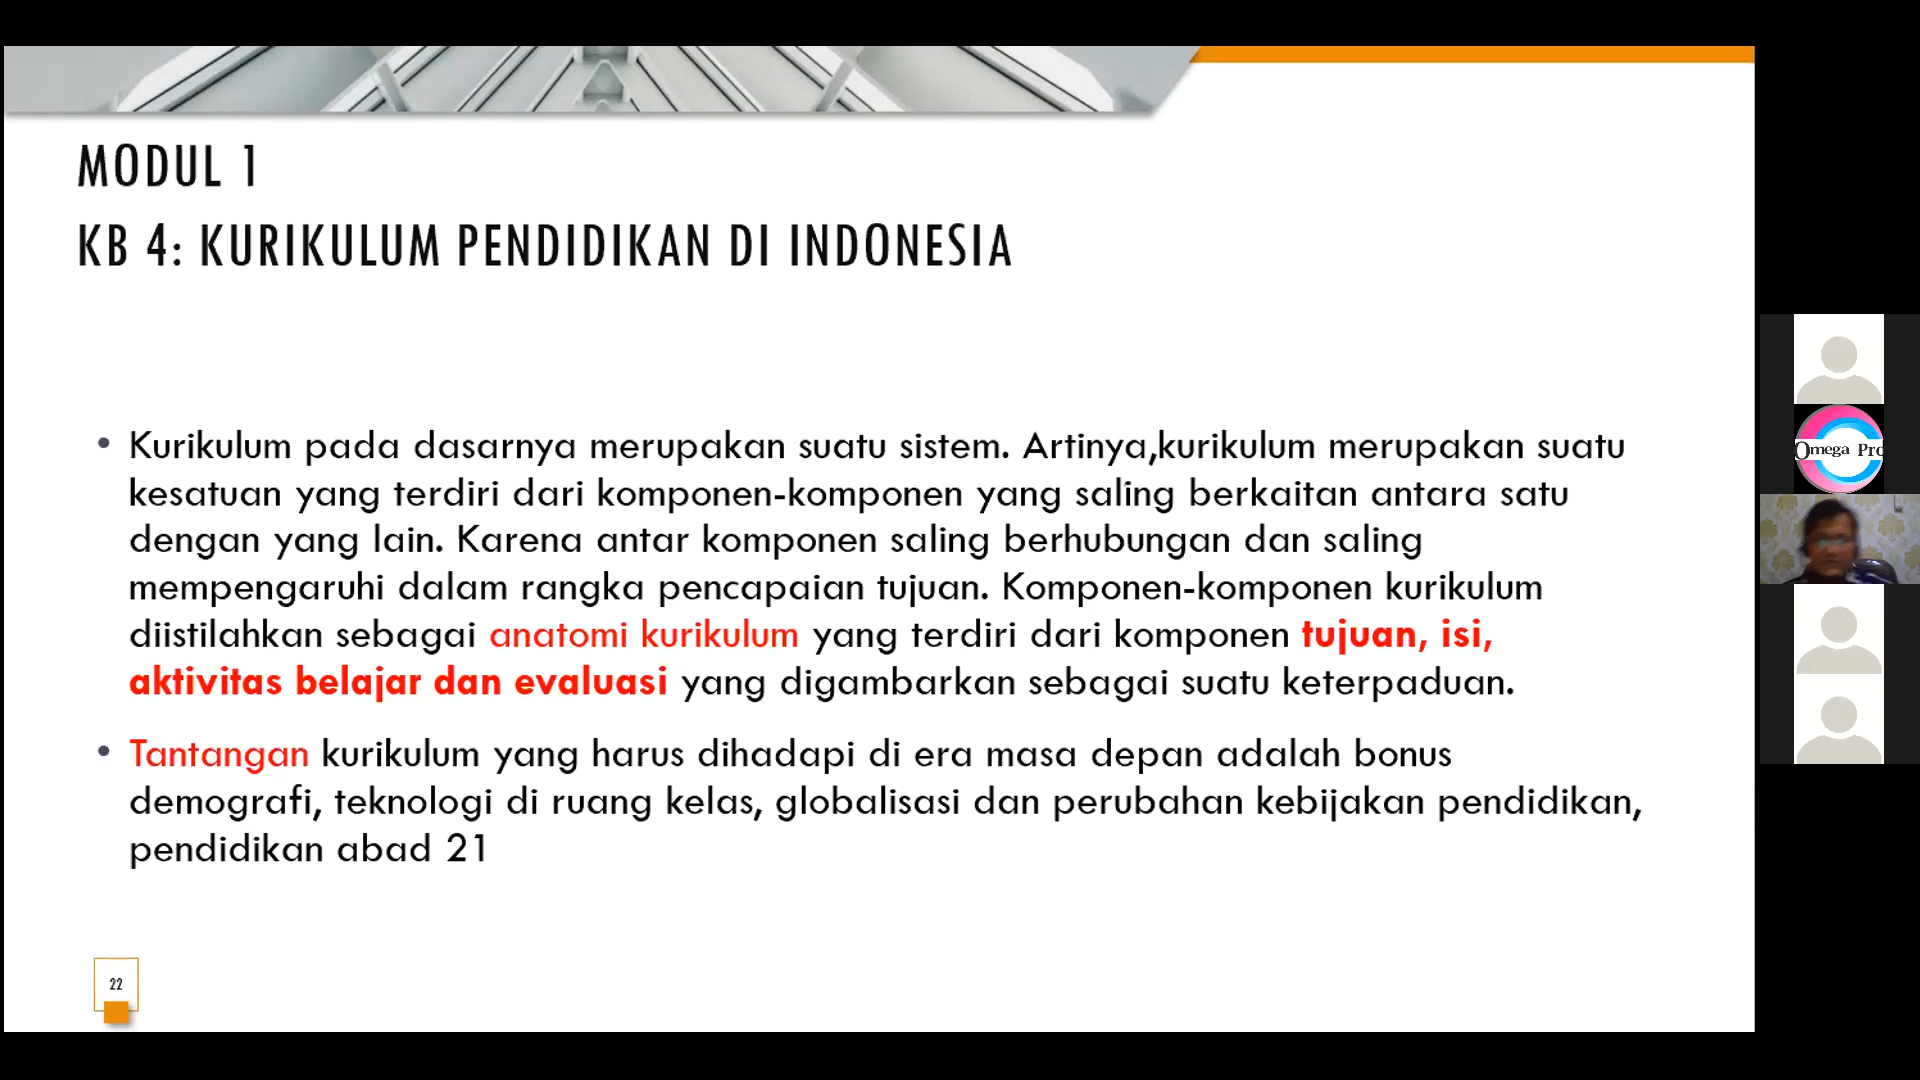 MODUL 1
KB 4: KURIKULUM PENDIDIKAN DI INDONESIA
• Kurikulum pada dasarnya merupakan suatu sistem. Artinya,kurikulum merupakan suatu
kesatuan yang terdiri dari komponen-komponen yang saling berkaitan antara satu
dengan yang lain. Karena antar komponen saling berhubungan dan saling
mempengaruhi dalam rangka pencapaian tujuan. Komponen-komponen kurikulum
diistilahkan sebagai anatomi kurikulum yang terdiri dari komponen tujuan, isi,
aktivitas belajar dan evaluasi yang digambarkan sebagai suatu keterpaduan.
• Tantangan kurikulum yang harus dihadapi di era masa depan adalah bonus
demografi, teknologi di ruang kelas, globalisasi dan perubahan kebijakan pendidikan,
pendidikan abad 21
22
Omega Pro